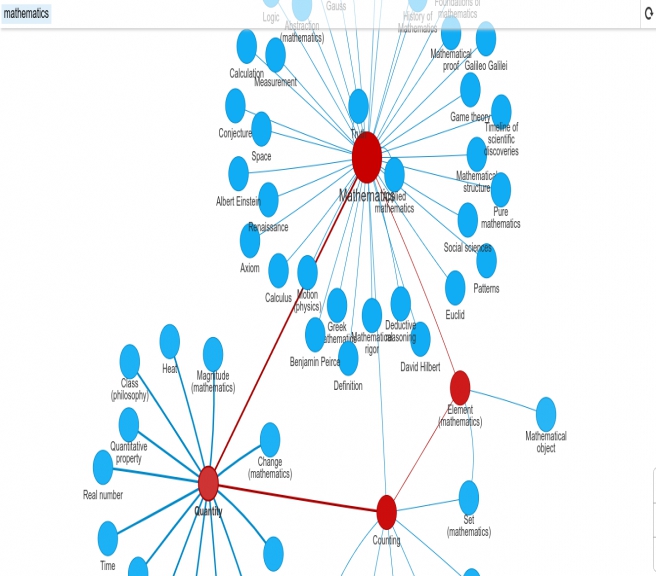 mathematics
Logic
Abstraction
(mathematics)
Gauss
History of
Mathematics
Foundations of
mathematics
Calculation
Measurement
Mathematical
proof
Galileo Galilei
Conjecture
Space
Game theory
Timeline of
scientific
discoveries
Mathematical
structure
Albert Einstein
Mathematics
mathematics
Pure
mathematics
Renaissance
Social sciences
Axiom
Calculus
Motion
(physics)
Patterns
Euclid
Greek
Benjamin Peirce
Mathematical
rigor
Deductive
reasoning
David Hilbert
Definition
Class
(philosophy)
Heat
Magnitude
(mathematics)
Element
(mathematics)
Mathematical
object
Quantitative
property
Change
(mathematics)
Real number
Quantity
Counting
Set
(mathematics)
Time